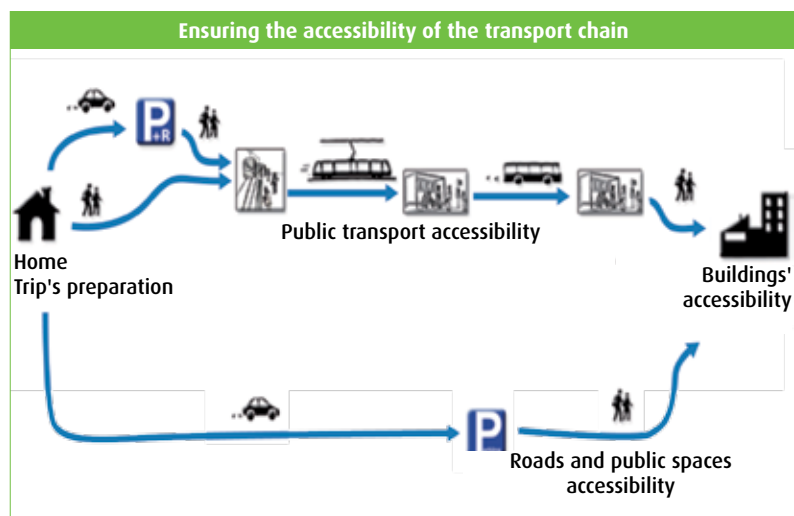 Ensuring the accessibility of the transport chain
P
+R
Public transport accessibility
Home
Trip's preparation
Buildings'
accessibility
P
Roads and public spaces
accessibility